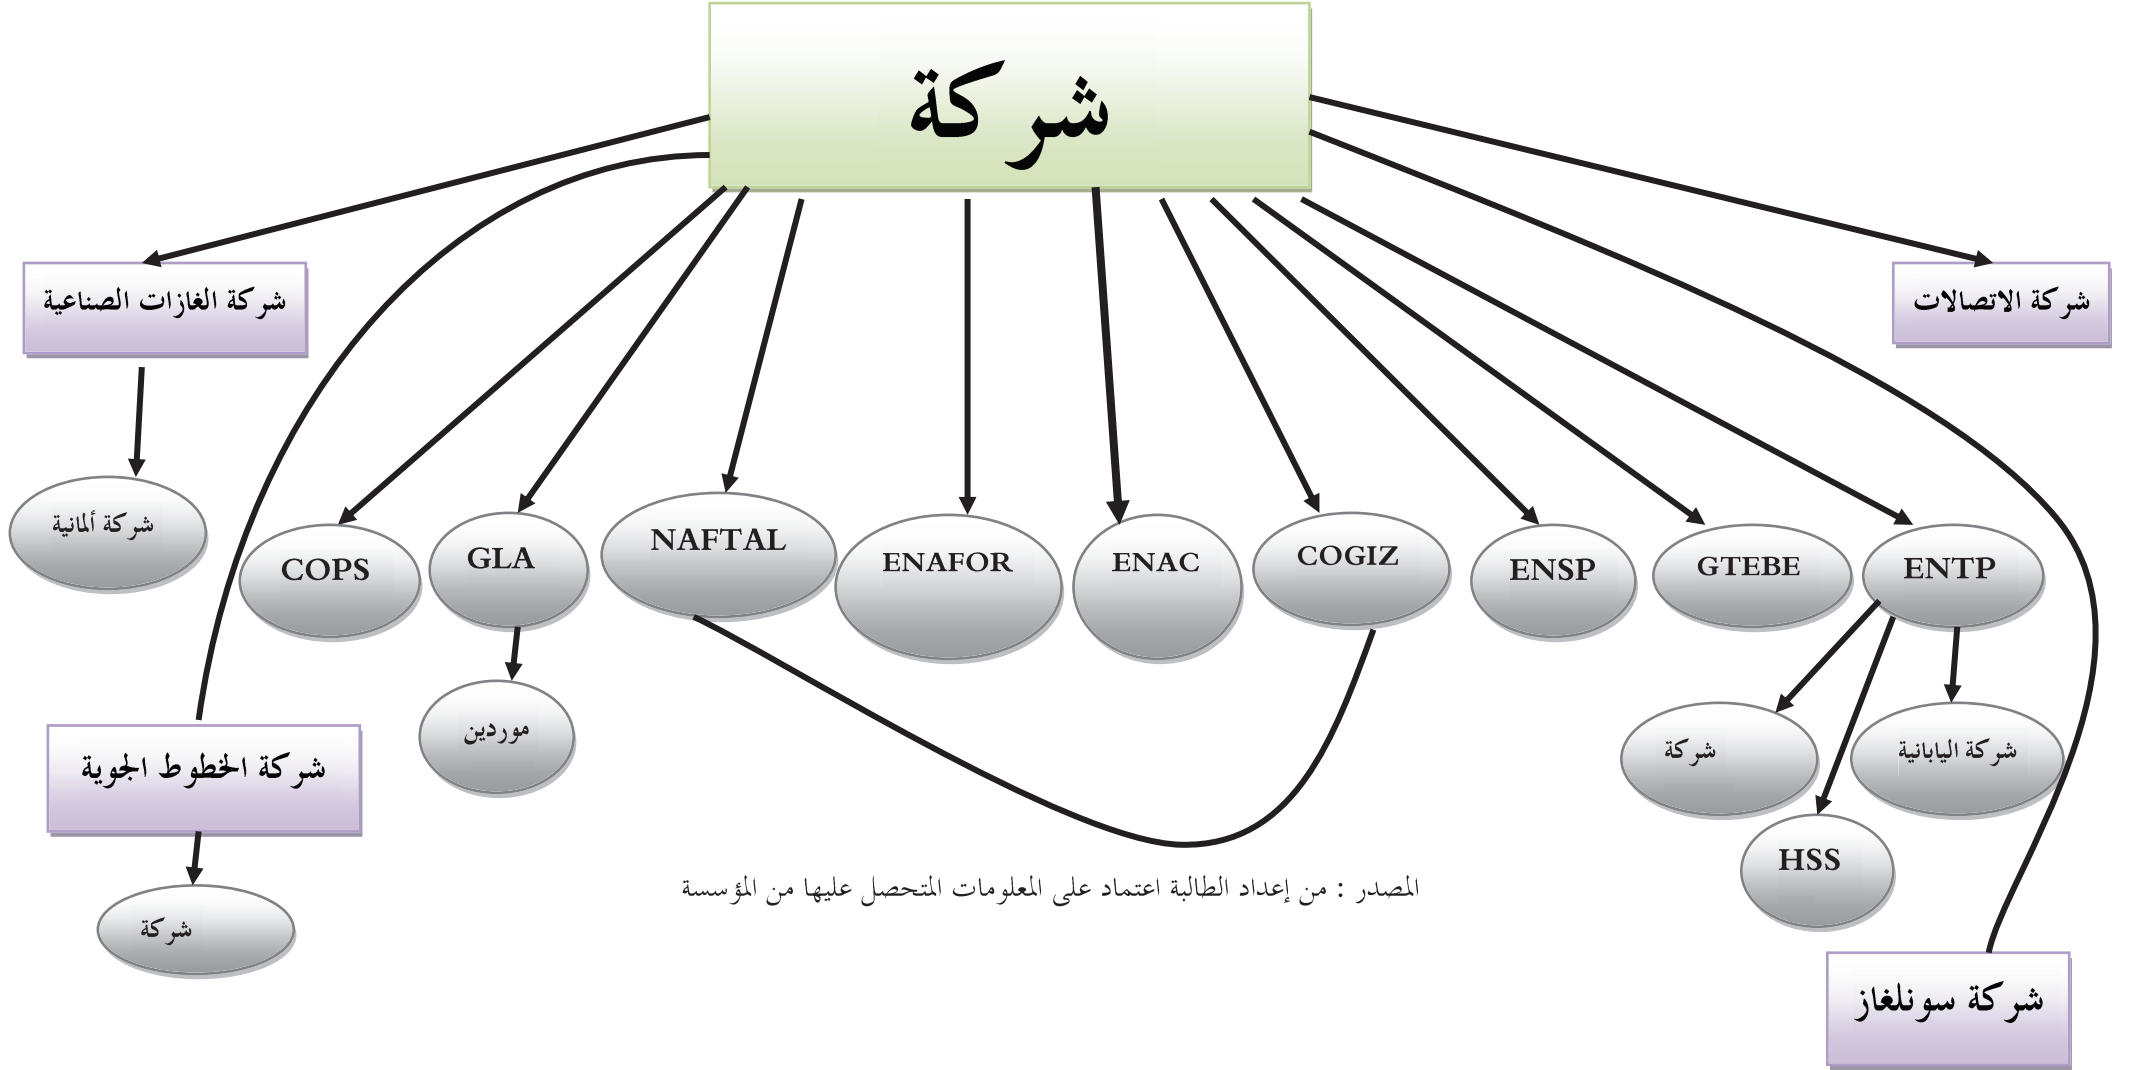 شركة
شركة الغازات الصناعية
شركة الاتصالات
شركة ألمانية
COPS
GLA
NAFTAL
ENAFOR
ENAC
COGIZ
ENSP
GTEBE
ENTP
موردين
شركة
شركة اليابانية
شركة الخطوط الجوية
HSS
المصدر : من إعداد الطالبة اعتماد على المعلومات المتحصل عليها من المؤسسة
شركة
شركة سونلغاز